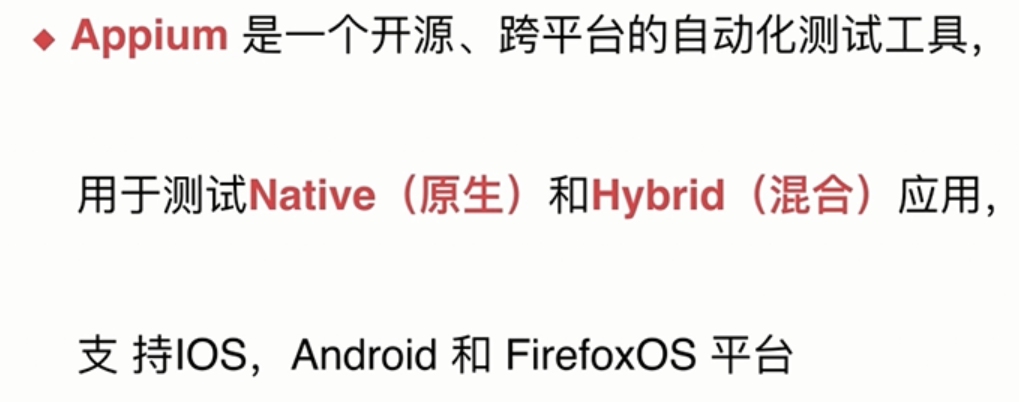 ◆ Appium 是一个开源、跨平台的自动化测试工具，
用于测试Native（原生）和Hybrid（混合）应用，
支 持IOS，Android 和 FirefoxOS 平台